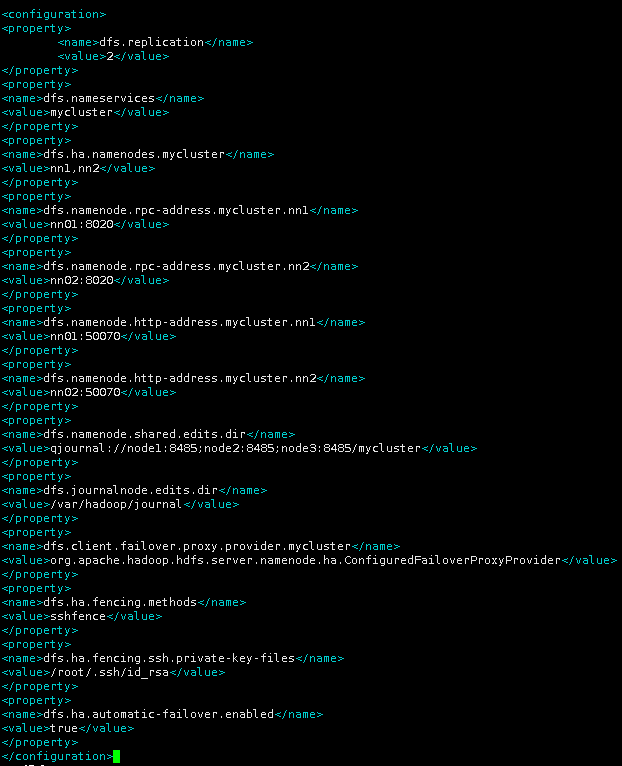 <configuration>
<property>
        <name>dfs.replication</name>
        <value>2</value>
</property>
<property>
<name>dfs.nameservices</name>
<value>mycluster</value>
</property>
<property>
<name>dfs.ha.namenodes.mycluster</name>
<value>nn1,nn2</value>
</property>
<property>
<name>dfs.namenode.rpc-address.mycluster.nn1</name>
<value>nn01:8020</value>
</property>
<property>
<name>dfs.namenode.rpc-address.mycluster.nn2</name>
<value>nn02:8020</value>
</property>
<property>
<name>dfs.namenode.http-address.mycluster.nn1</name>
<value>nn01:50070</value>
</property>
<property>
<name>dfs.namenode.http-address.mycluster.nn2</name>
<value>nn02:50070</value>
</property>
<property>
<name>dfs.namenode.shared.edits.dir</name>
<value>qjournal://node1:8485;node2:8485;node3:8485/mycluster</value>
</property>
<property>
<name>dfs.journalnode.edits.dir</name>
<value>/var/hadoop/journal</value>
</property>
<property>
<name>dfs.client.failover.proxy.provider.mycluster</name>
<value>org.apache.hadoop.hdfs.server.namenode.ha.ConfiguredFailoverProxyProvider</value>
</property>
<property>
<name>dfs.ha.fencing.methods</name>
<value>sshfence</value>
</property>
<property>
<name>dfs.ha.fencing.ssh.private-key-files</name>
<value>/root/.ssh/id_rsa</value>
</property>
<property>
<name>dfs.ha.automatic-failover.enabled</name>
<value>true</value>
</property>
</configuration>